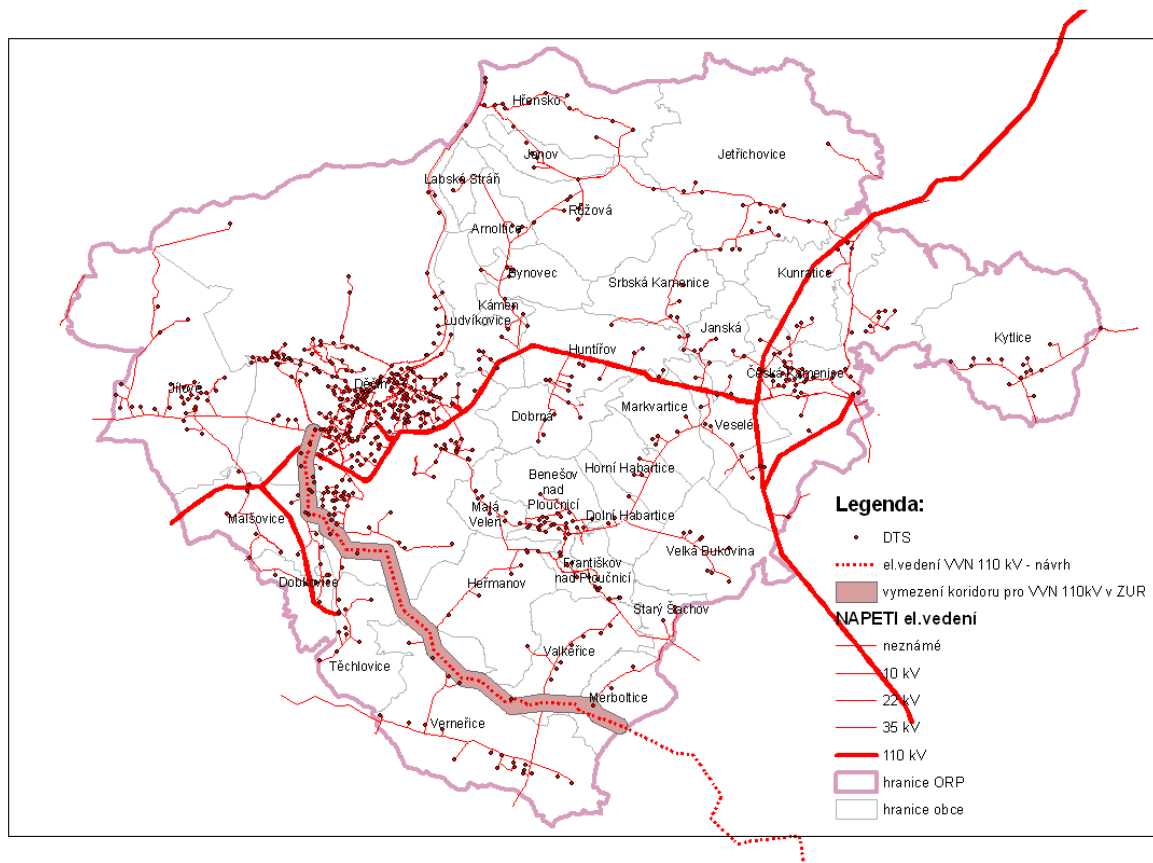 Hřensko
Janov
Jetřichovice
Labská Stráň
Růžová
Arnoltice
Bynovec
Kunratice
Srbská Kamenice
Kámen
Ludvíkovice
Janská
Huntířov
Kytlice
Česká Kamenice
Děčín
Jílové
Markvartice
Dobrná
Veselé
Horní Habartice
Benešov
nad
Ploučnicí
Malá
Veleň
Dolní Habartice
Malšovice
Velká Bukovina
Františkov
nad Ploučnicí
Dobkovice
Heřmanov
Starý Šachov
Valkeřice
Těchlovice
Merboltice
Verneřice
Legenda:
DTS
el.vedení VVN 110 kV - návrh
vymezení koridoru pro VVN 110kV v ZUR
NAPETI el.vedení
neznámé
10 kV
22 kV
35 kV
110 kV
hranice ORP
hranice obce